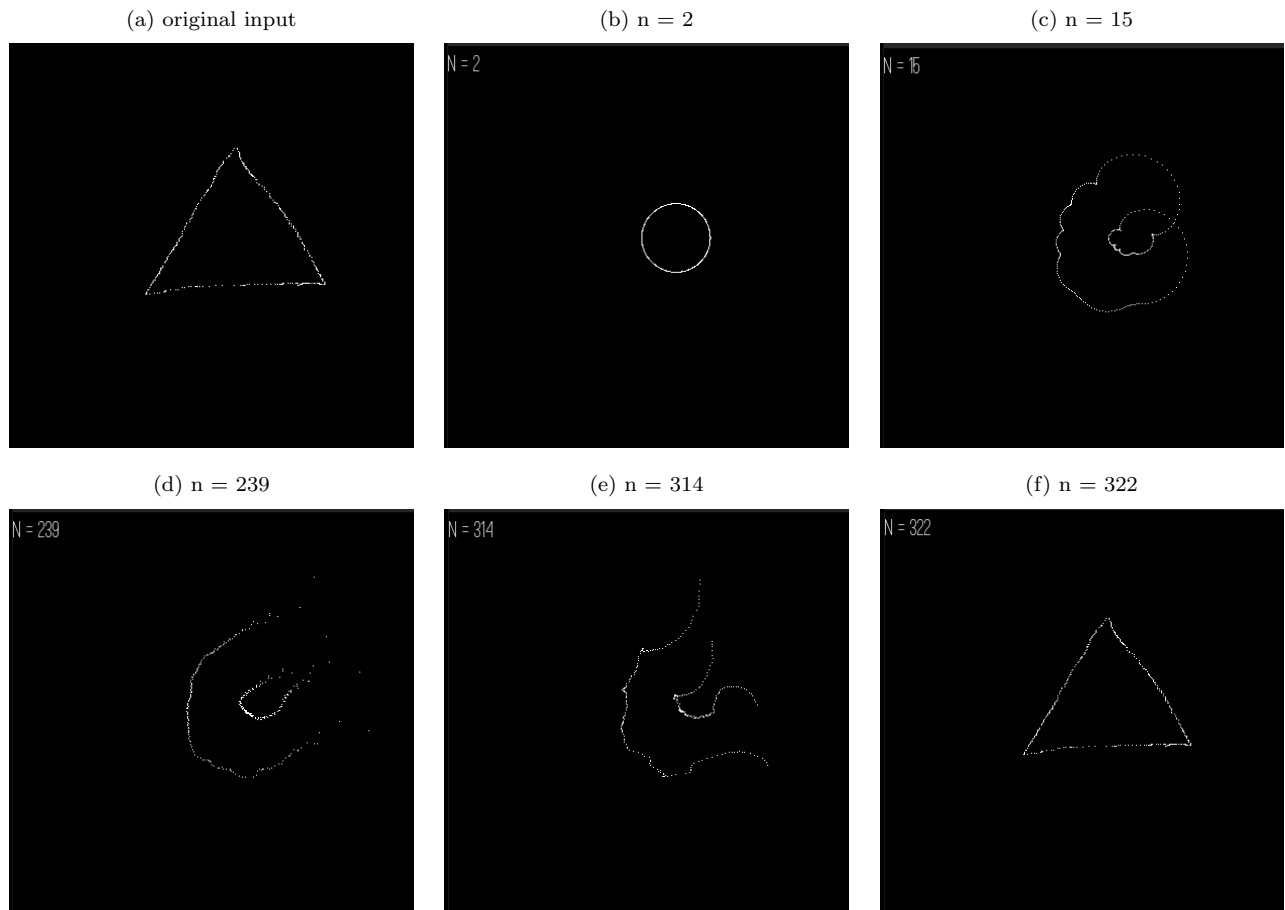 (a) original input
(b) n = 2
(c) n = 15
N = 2
N = 15
(d) n = 239
(e) n = 314
(f) n = 322
N = 239
N = 314
N = 322